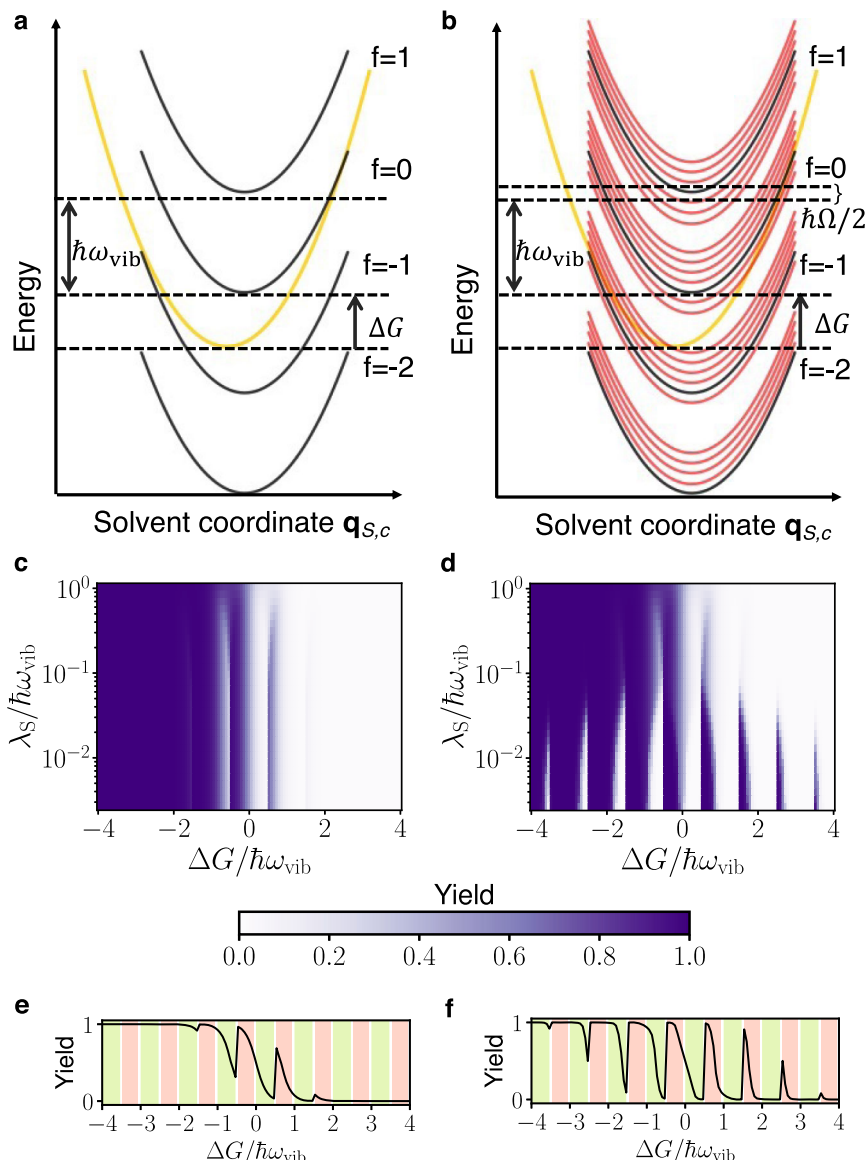 a
f=1
f=0
f=-1
f=-2
ℏω_vib
ΔG
Energy
Solvent coordinate q_S,c
b
f=1
f=0
ℏΩ/2
f=-1
f=-2
ℏω_vib
ΔG
Energy
Solvent coordinate q_S,c
c
10^0
10^−1
10^−2
λ_S/ℏω_vib
−4 −2 0 2 4
ΔG/ℏω_vib
d
10^0
10^−1
10^−2
λ_S/ℏω_vib
−4 −2 0 2 4
ΔG/ℏω_vib
Yield
0.0 0.2 0.4 0.6 0.8 1.0
e
1
0
Yield
−4 −3 −2 −1 0 1 2 3 4
ΔG/ℏω_vib
f
1
0
Yield
−4 −3 −2 −1 0 1 2 3 4
ΔG/ℏω_vib